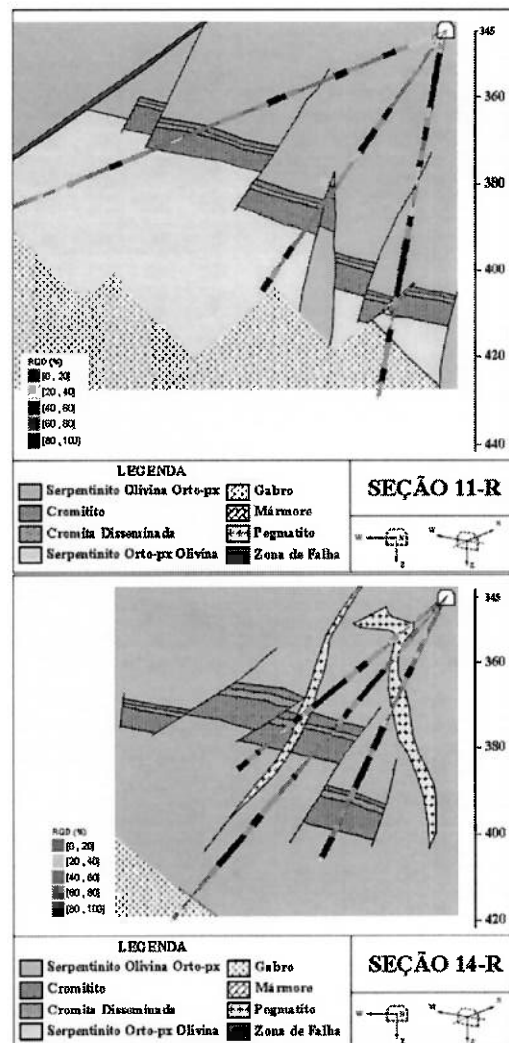 345
360
380
400
420
440
RQD (%)
[0 , 20]
[20 , 40]
[40 , 60]
[60 , 80]
[80 , 100]
LEGENDA
Serpentinito Olivina Orto-px
Gabro
Cromitito
Mármore
Cromita Disseminada
Pegmatito
Serpentinito Orto-px Olivina
Zona de Falha
SEÇÃO 11-R
W
N
Z
W
N
Z
345
360
380
400
420
RQD (%)
[0 , 20]
[20 , 40]
[40 , 60]
[60 , 80]
[80 , 100]
LEGENDA
Serpentinito Olivina Orto-px
Gabro
Cromitito
Mármore
Cromita Disseminada
Pegmatito
Serpentinito Orto-px Olivina
Zona de Falha
SEÇÃO 14-R